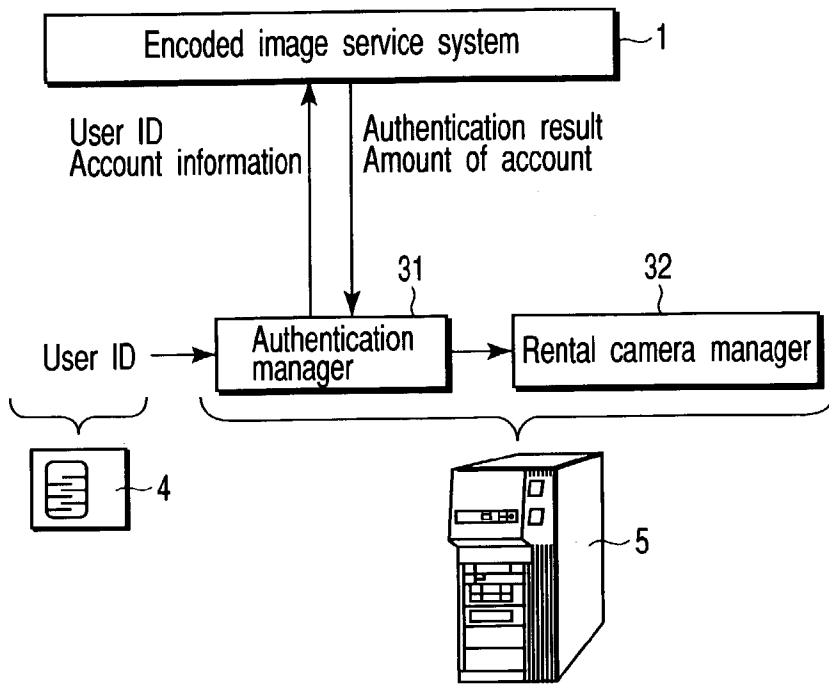 Encoded image service system
1
User ID
Account information
Authentication result
Amount of account
31
32
User ID
Authentication
manager
Rental camera manager
4
5